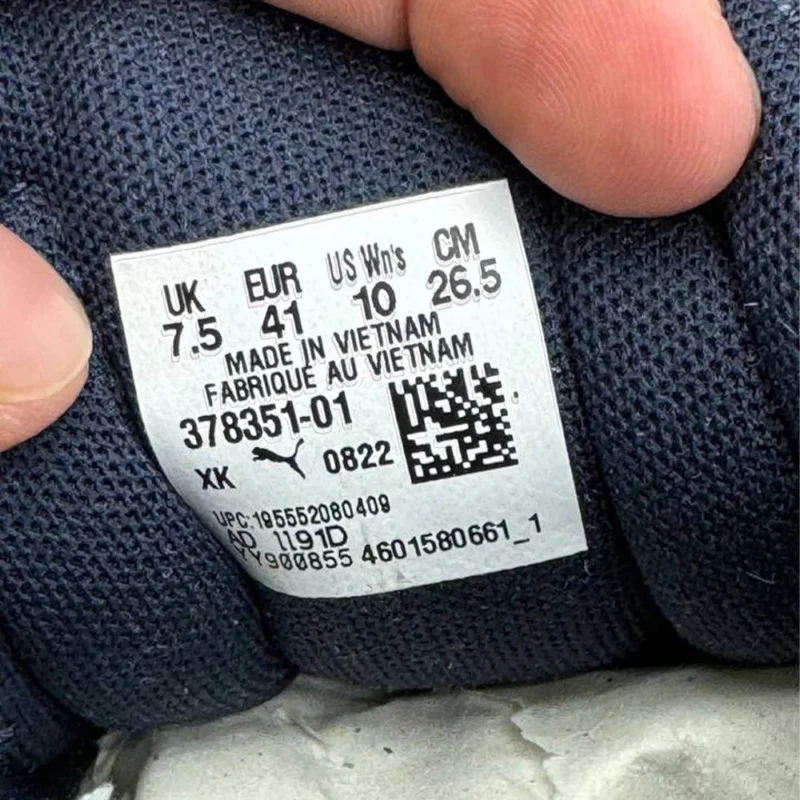 UK EUR US Wn's CM
7.5 41 10 26.5
MADE IN VIETNAM
FABRIQUE AU VIETNAM
378351-01
XK 0822
UPC:195552080409
AD 1191D
YY900855 4601580661_1